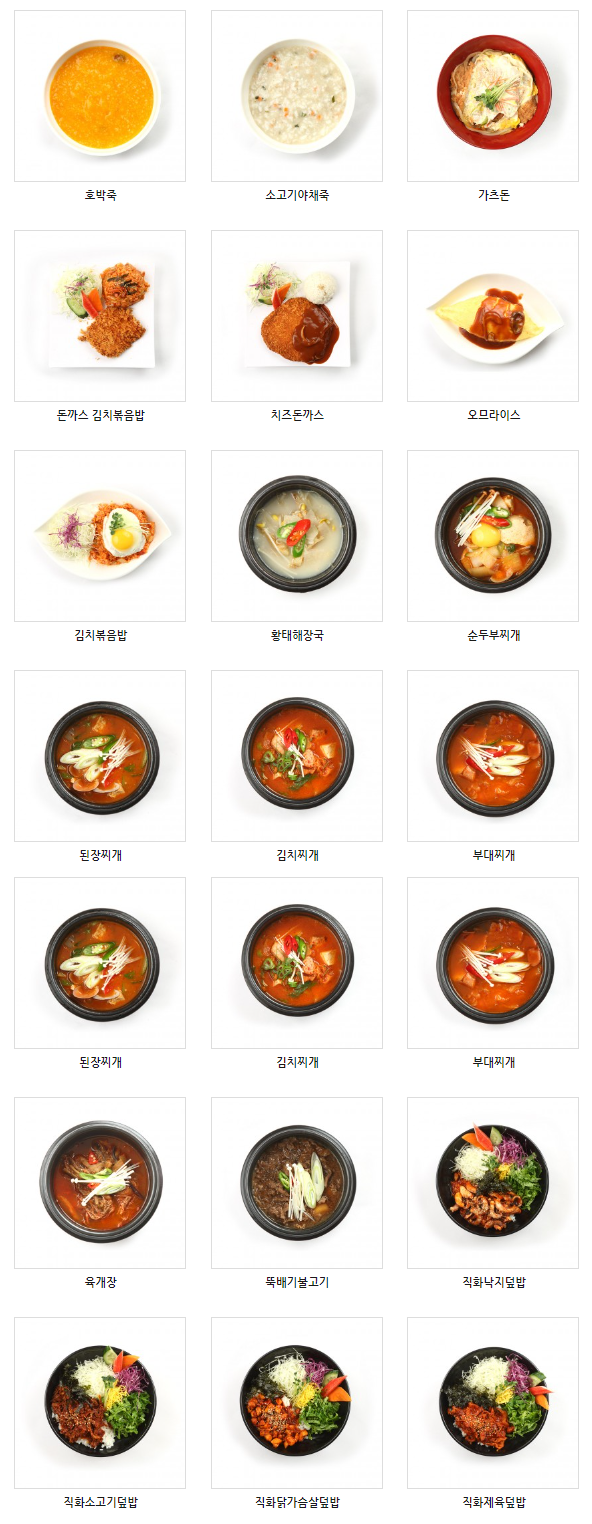 호박죽
소고기야채죽
가츠돈
돈까스 김치볶음밥
치즈돈까스
오므라이스
김치볶음밥
황태해장국
순두부찌개
된장찌개
김치찌개
부대찌개
된장찌개
김치찌개
부대찌개
육개장
뚝배기불고기
직화낙지덮밥
직화소고기덮밥
직화닭가슴살덮밥
직화제육덮밥